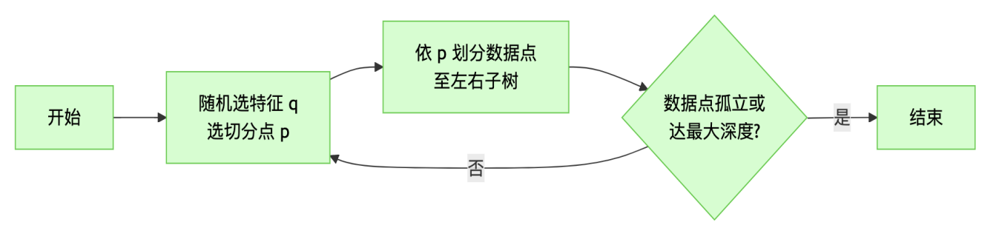 开始
随机选特征 q
选切分点 p
依 p 划分数据点
至左右子树
数据点孤立或
达最大深度?
是
结束
否